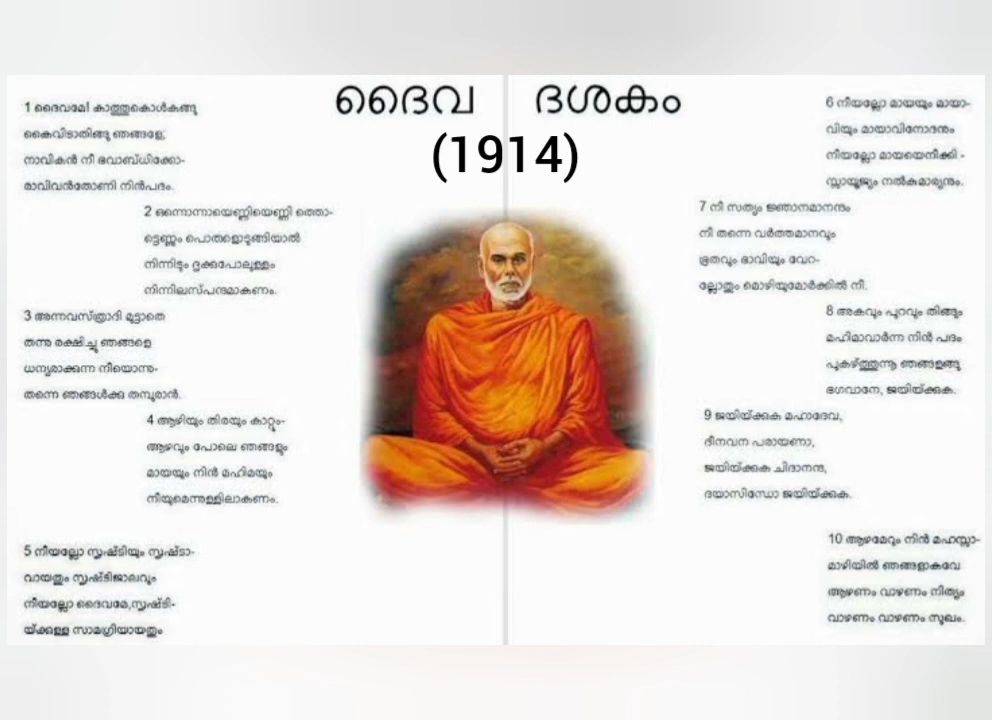 ദൈവ ദശകം
(1914)
1 ദൈവമേ! കാത്തുകൊൾകങ്ങു
കൈവിടാതിങ്ങു ഞങ്ങളേ;
നാവികൻ നീ ഭവാബ്ധിക്കോ-
രാവിവൻതോണി നിൻപദം.
2 ഒന്നൊന്നായെണ്ണിയെണ്ണി ത്തൊ-
ട്ടെണ്ണും പൊരുളൊടുങ്ങിയാൽ
നിന്നിടും ദൃക്കുപോലുള്ളം
നിന്നിലസ്പന്ദമാകണം.
3 അന്നവസ്ത്രാദി മുട്ടാതെ
തന്നു രക്ഷിച്ചു ഞങ്ങളെ
ധന്യരാക്കുന്ന നീയൊന്നു-
തന്നെ ഞങ്ങൾക്കു തമ്പുരാൻ.
4 ആഴിയും തിരയും കാറ്റും-
ആഴവും പോലെ ഞങ്ങളും
മായയും നിൻ മഹിമയും
നീയുമെന്നുള്ളിലാകണം.
5 നീയല്ലോ സൃഷ്ടിയും സൃഷ്ടാ-
വായതും സൃഷ്ടിജാലവും
നീയല്ലോ ദൈവമേ,സൃഷ്ടി-
യ്ക്കുള്ള സാമഗ്രിയായതും
6 നീയല്ലോ മായയും മായാ-
വിയും മായാവിനോദനും
നീയല്ലോ മായയെനീക്കി -
സ്സായൂജ്യം നൽകുമാര്യനും.
7 നീ സത്യം ജ്ഞാനമാനന്ദം
നീ തന്നെ വർത്തമാനവും
ഭൂതവും ഭാവിയും വേറ-
ല്ലോതും മൊഴിയുമോർക്കിൽ നീ.
8 അകവും പുറവും തിങ്ങും
മഹിമാവാർന്ന നിൻ പദം
പുകഴ്ത്തുന്നൂ ഞങ്ങളങ്ങു
ഭഗവാനേ, ജയിയ്ക്കുക.
9 ജയിയ്ക്കുക മഹാദേവ,
ദീനവന പരായണാ,
ജയിയ്ക്കുക ചിദാനന്ദ,
ദയാസിന്ധോ ജയിയ്ക്കുക.
10 ആഴമേറും നിൻ മഹസ്സാ-
മാഴിയിൽ ഞങ്ങളാകവേ
ആഴണം വാഴണം നിത്യം
വാഴണം വാഴണം സുഖം.